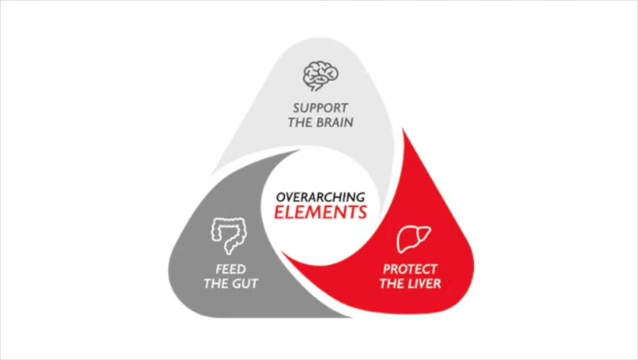 SUPPORT
THE BRAIN
OVERARCHING
ELEMENTS
FEED
THE GUT
PROTECT
THE LIVER